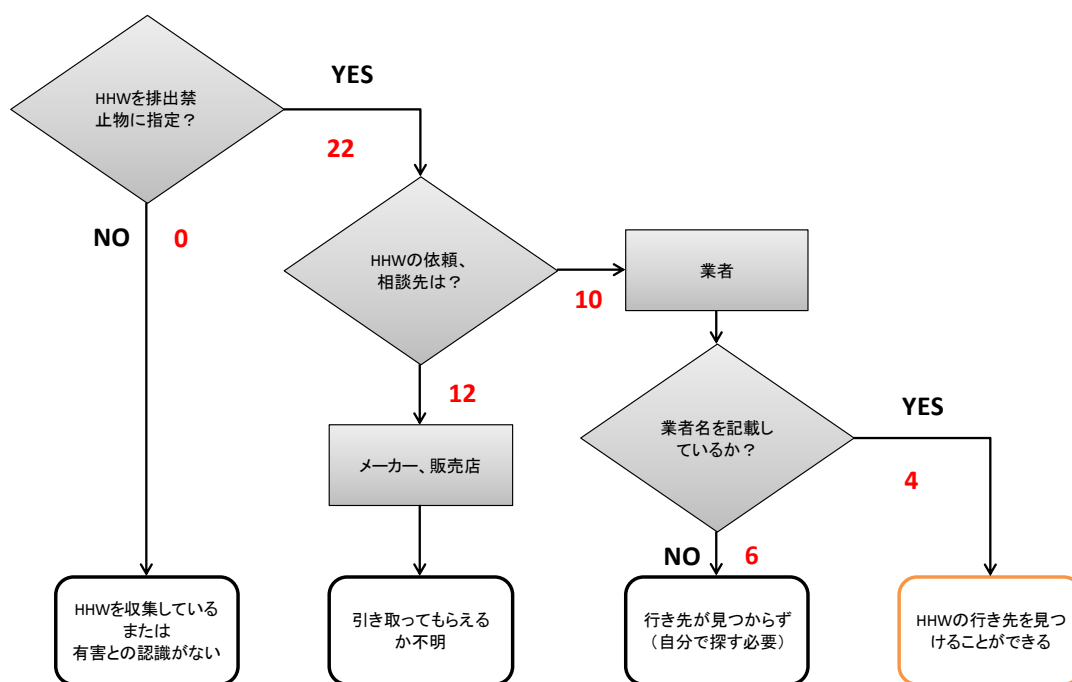 HHWを排出禁
止物に指定？
YES
22
NO
0
HHWの依頼、
相談先は？
10
業者
12
メーカー、販売店
業者名を記載し
ているか？
YES
4
NO
6
HHWを収集している
または
有害との認識がない
引き取ってもらえる
か不明
行き先が見つからず
（自分で探す必要）
HHWの行き先を見つ
けることができる